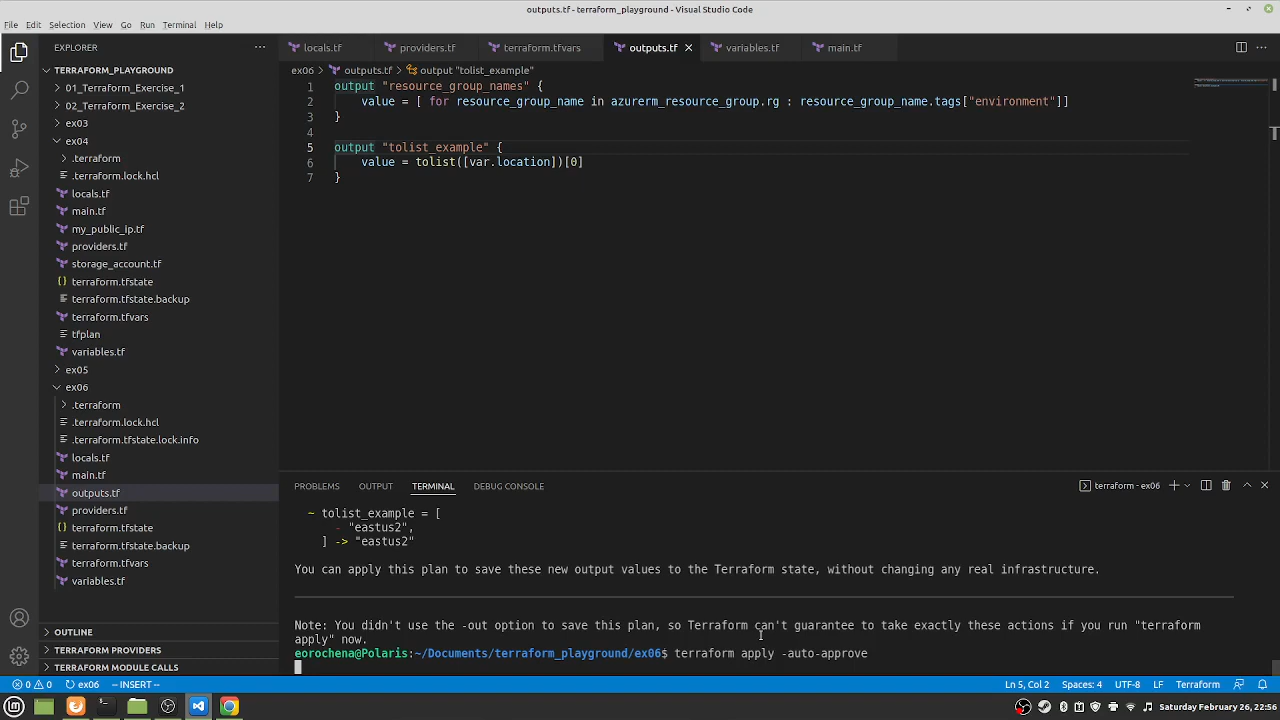 outputs.tf - terraform_playground - Visual Studio Code
File Edit Selection View Go Run Terminal Help
EXPLORER
TERRAFORM_PLAYGROUND
01_Terraform_Exercise_1
02_Terraform_Exercise_2
ex03
ex04
.terraform
.terraform.lock.hcl
locals.tf
main.tf
my_public_ip.tf
providers.tf
storage_account.tf
terraform.tfstate
terraform.tfstate.backup
terraform.tfvars
tfplan
variables.tf
ex05
ex06
.terraform
.terraform.lock.hcl
.terraform.tfstate.lock.info
locals.tf
main.tf
outputs.tf
providers.tf
terraform.tfstate
terraform.tfstate.backup
terraform.tfvars
variables.tf
OUTLINE
TERRAFORM PROVIDERS
TERRAFORM MODULE CALLS
locals.tf providers.tf terraform.tfvars outputs.tf variables.tf main.tf
ex06 > outputs.tf > output "tolist_example"
1 output "resource_group_names" {
2 value = [ for resource_group_name in azurerm_resource_group.rg : resource_group_name.tags["environment"]]
3 }
4
5 output "tolist_example" {
6 value = tolist([var.location])[0]
7 }
PROBLEMS OUTPUT TERMINAL DEBUG CONSOLE
terraform - ex06
~ tolist_example = [
- "eastus2",
] -> "eastus2"
You can apply this plan to save these new output values to the Terraform state, without changing any real infrastructure.
Note: You didn't use the -out option to save this plan, so Terraform can't guarantee to take exactly these actions if you run "terraform
apply" now.
eorochena@Polaris:~/Documents/terraform_playground/ex06$ terraform apply -auto-approve
0 0 ex06 -- INSERT -- Ln 5, Col 2 Spaces: 4 UTF-8 LF Terraform
Saturday February 26, 22:56